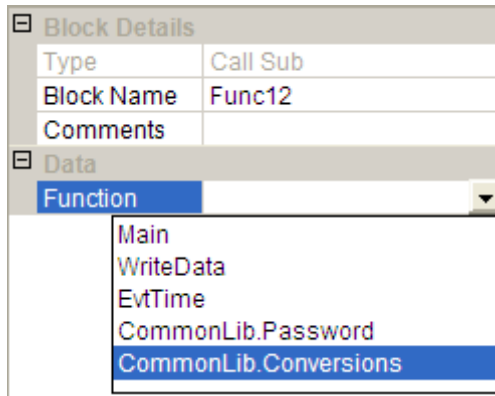 Block Details
Type Call Sub
Block Name Func12
Comments
Data
Function
Main
WriteData
EvtTime
CommonLib.Password
CommonLib.Conversions